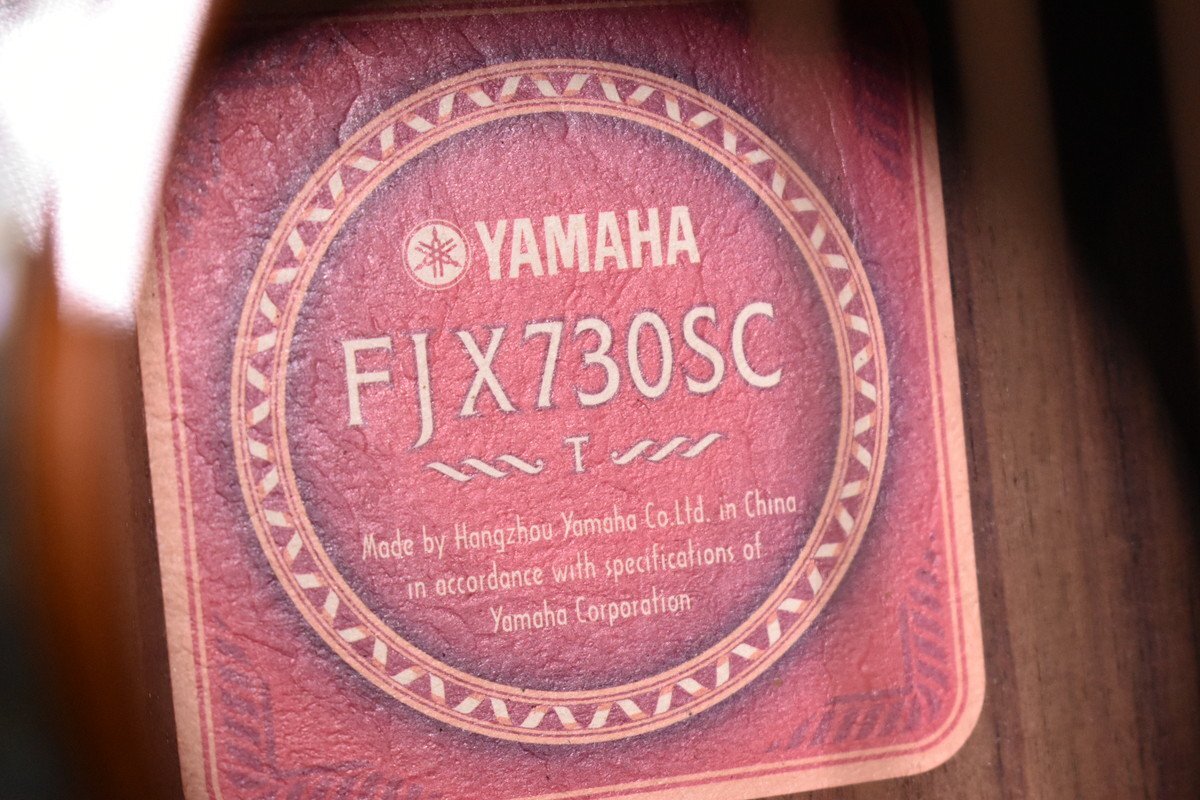 YAMAHA
FJX730SC
T
Made by Hangzhou Yamaha Co.Ltd. in China
in accordance with specifications of
Yamaha Corporation